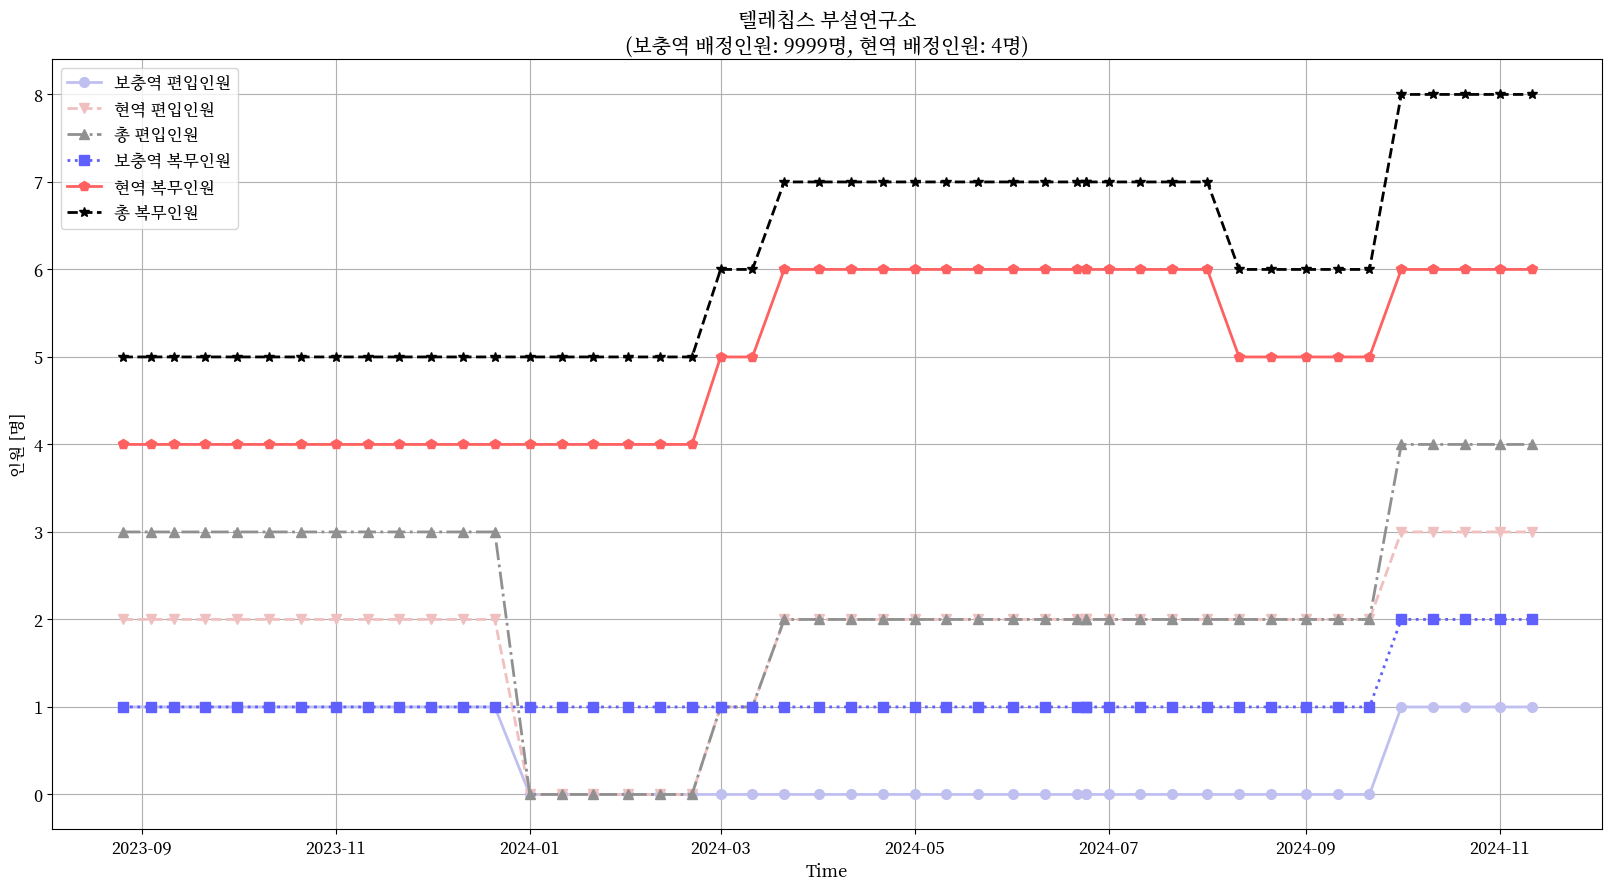 텔레칩스 부설연구소
(보충역 배정인원: 9999명, 현역 배정인원: 4명)
보충역 편입인원
현역 편입인원
총 편입인원
보충역 복무인원
현역 복무인원
총 복무인원
인원 [명]
8
7
6
5
4
3
2
1
0
2023-09
2023-11
2024-01
2024-03
2024-05
2024-07
2024-09
2024-11
Time